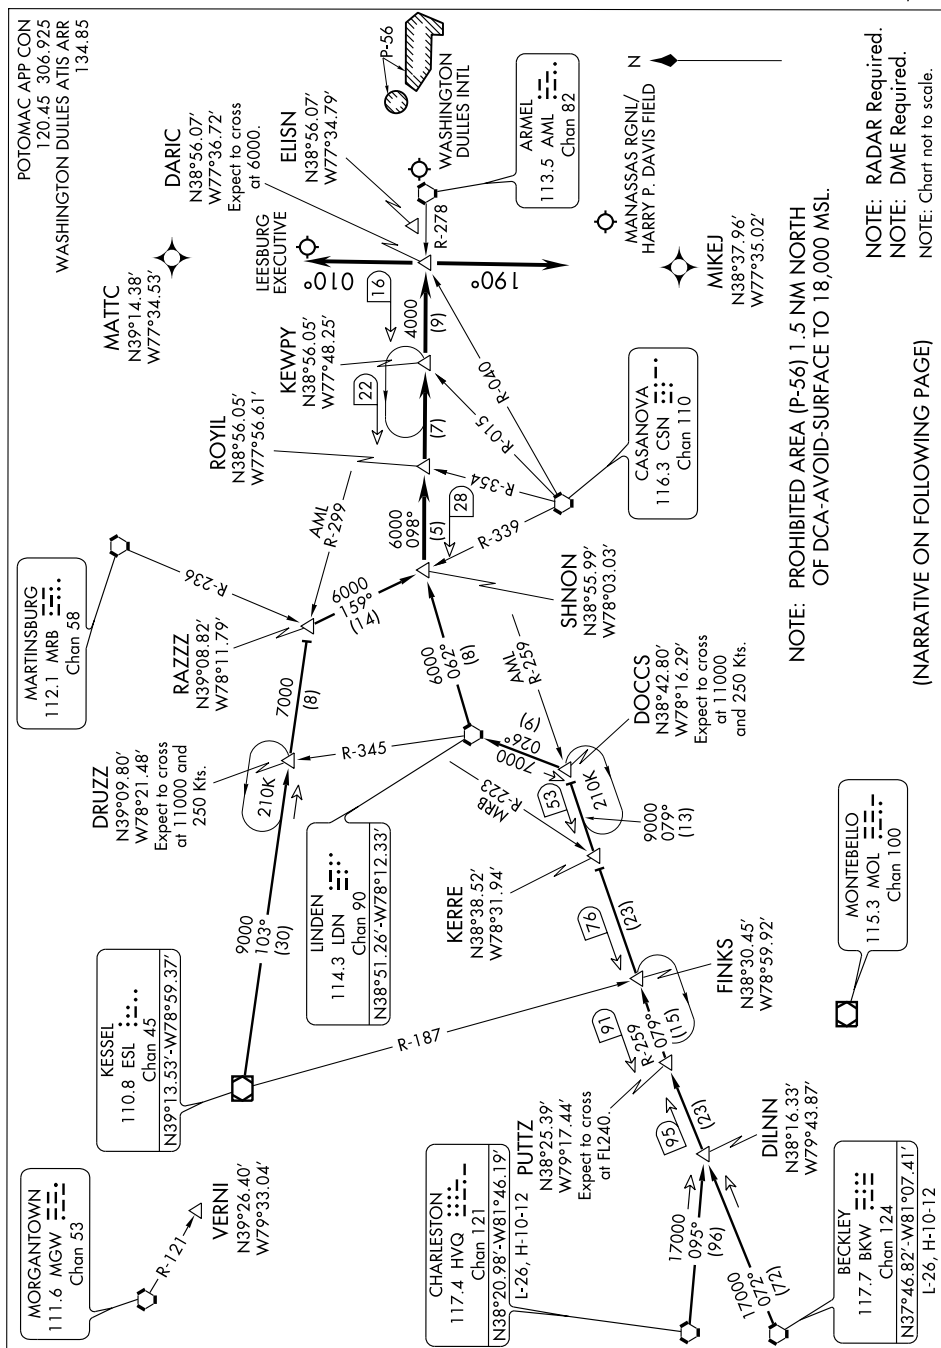 POTOMAC APP CON
120.45 306.925
WASHINGTON DULLES ATIS ARR
134.85
MORGANTOWN
111.6 MGW
Chan 53
R-121
VERNI
N39°26.40'
W79°33.04'
KESSEL
110.8 ESL
Chan 45
N39°13.53'-W78°59.37'
9000
103°
(30)
R-187
DRUZZ
N39°09.80'
W78°21.48'
Expect to cross
at 11000 and
250 Kts.
210K
7000
(8)
MARTINSBURG
112.1 MRB
Chan 58
R-236
RAZZZ
N39°08.82'
W78°11.79'
AML
R-299
6000
159°
(14)
ROYIL
N38°56.05'
W77°56.61'
KEWPY
N38°56.05'
W77°48.25'
MATTC
N39°14.38'
W77°34.53'
LEESBURG
EXECUTIVE
DARIC
N38°56.07'
W77°36.72'
Expect to cross
at 6000.
ELISN
N38°56.07'
W77°34.79'
P-56
WASHINGTON
DULLES INTL
ARMEL
113.5 AML
Chan 82
R-278
010°
190°
16
22
4000
(9)
(7)
6000
098°
(5)
28
R-040
R-015
R-354
R-339
CASANOVA
116.3 CSN
Chan 110
MANASSAS RGNL/
HARRY P. DAVIS FIELD
N
MIKEJ
N38°37.96'
W77°35.02'
SHNON
N38°55.99'
W78°03.03'
LINDEN
114.3 LDN
Chan 90
N38°51.26'-W78°12.33'
R-345
6000
062°
(8)
AML
R-259
7000
026°
(9)
MRB
R-223
DOCCS
N38°42.80'
W78°16.29'
Expect to cross
at 11000
and 250 Kts.
53
210K
9000
079°
(13)
KERRE
N38°38.52'
W78°31.94'
76
(23)
FINKS
N38°30.45'
W78°59.92'
91
R-259
079°
(15)
PUTTZ
N38°25.39'
W79°17.44'
Expect to cross
at FL240.
95
(23)
DILNN
N38°16.33'
W79°43.87'
CHARLESTON
117.4 HVQ
Chan 121
N38°20.98'-W81°46.19'
L-26, H-10-12
17000
095°
(96)
17000
072°
(72)
BECKLEY
117.7 BKW
Chan 124
N37°46.82'-W81°07.41'
L-26, H-10-12
MONTEBELLO
115.3 MOL
Chan 100
NOTE: PROHIBITED AREA (P-56) 1.5 NM NORTH
OF DCA-AVOID-SURFACE TO 18,000 MSL.
NOTE: RADAR Required.
NOTE: DME Required.
NOTE: Chart not to scale.
(NARRATIVE ON FOLLOWING PAGE)